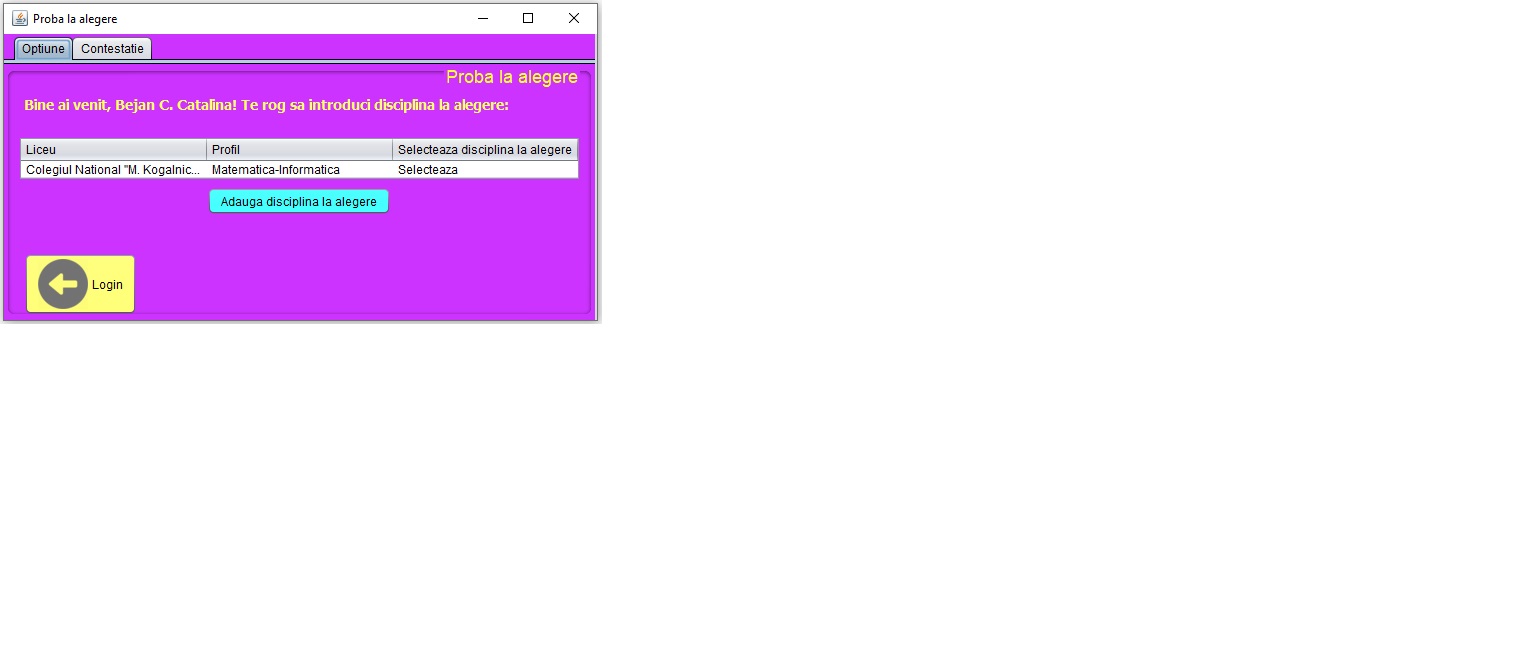 Proba la alegere
Optiune Contestatie
Proba la alegere
Bine ai venit, Bejan C. Catalina! Te rog sa introduci disciplina la alegere:
Liceu Profil Selecteaza disciplina la alegere
Colegiul National "M. Kogalnic... Matematica-Informatica Selecteaza
Adauga disciplina la alegere
Login